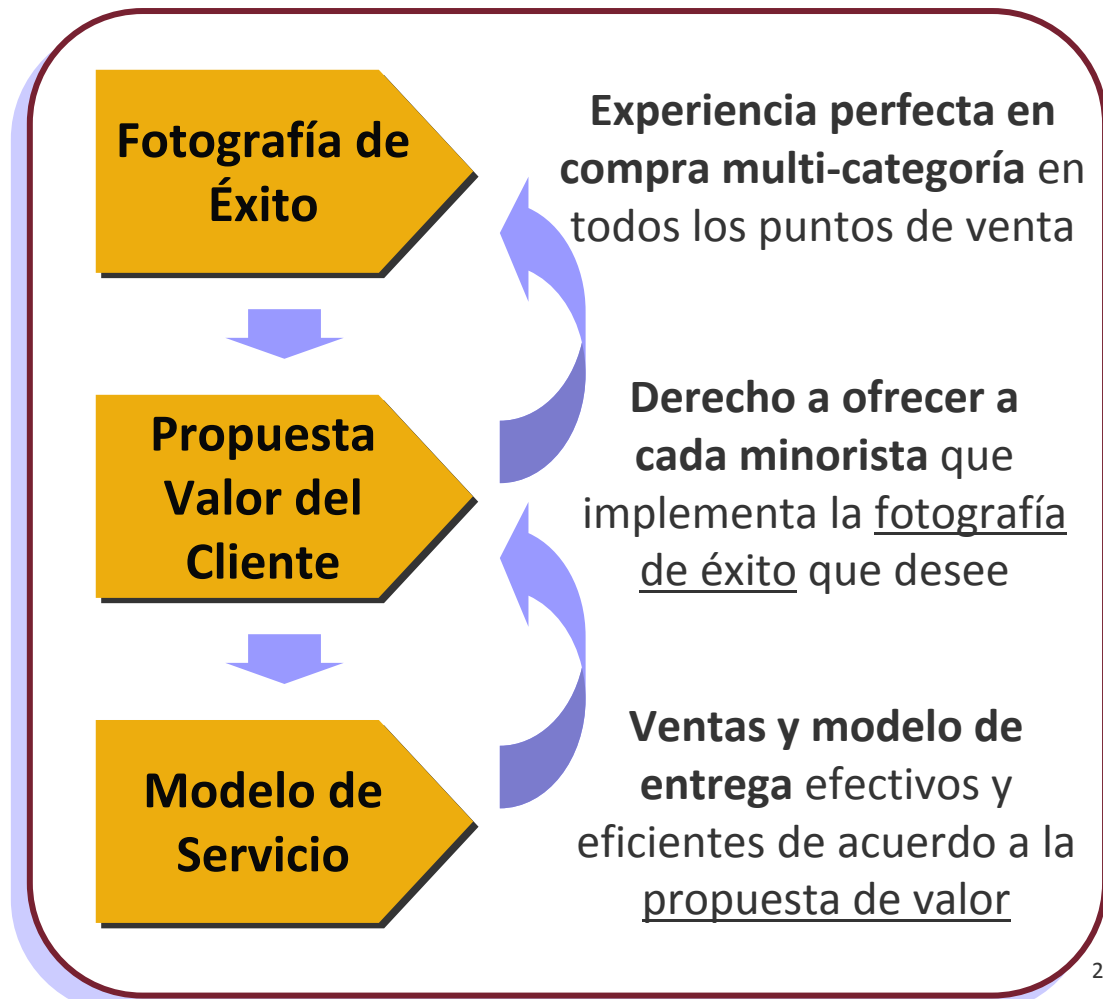 Fotografía de
Éxito
Experiencia perfecta en
compra multi-categoría en
todos los puntos de venta
Propuesta
Valor del
Cliente
Derecho a ofrecer a
cada minorista que
implementa la fotografía
de éxito que desee
Modelo de
Servicio
Ventas y modelo de
entrega efectivos y
eficientes de acuerdo a la
propuesta de valor
2